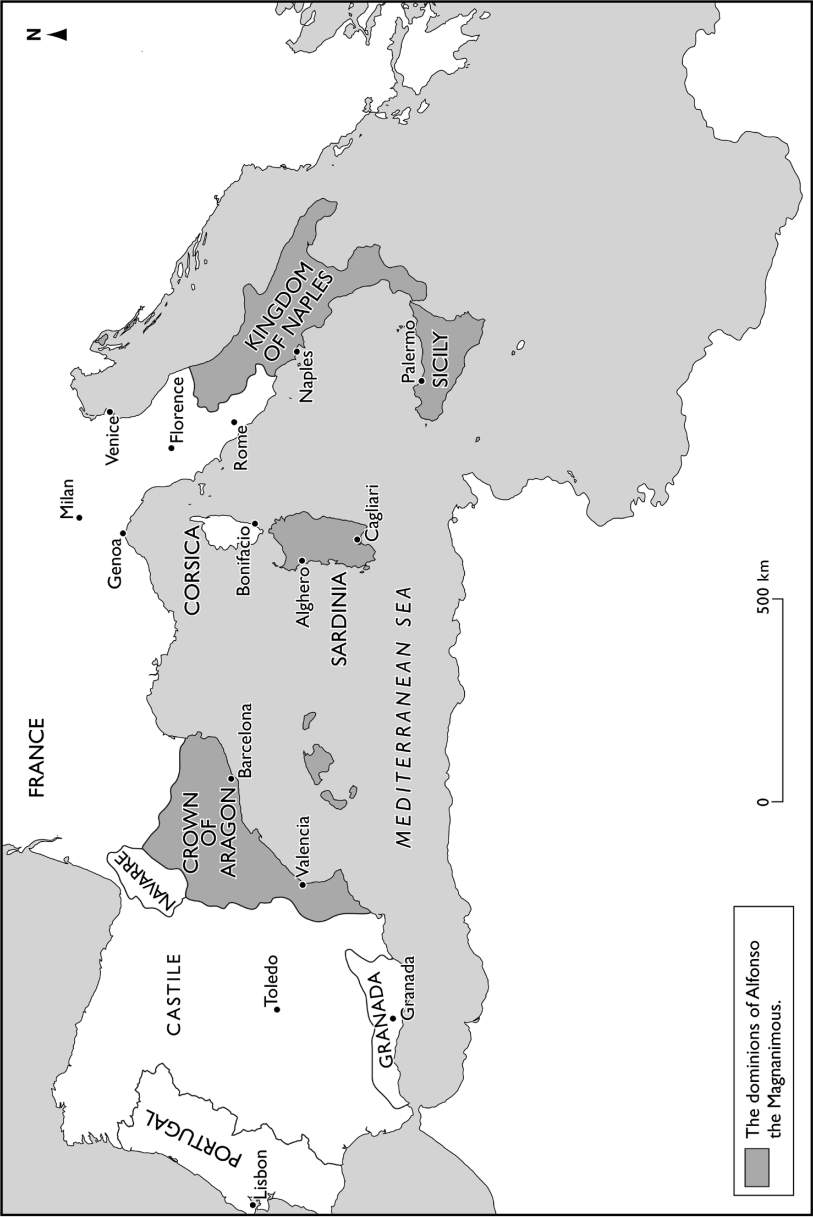 N
FRANCE
Milan
Genoa
Venice
Florence
Rome
CORSICA
Bonifacio
KINGDOM
OF NAPLES
Naples
NAVARRE
CROWN
OF
ARAGON
Barcelona
Valencia
Alghero
SARDINIA
Cagliari
Palermo
SICILY
CASTILE
Toledo
PORTUGAL
Lisbon
GRANADA
Granada
MEDITERRANEAN SEA
The dominions of Alfonso
the Magnanimous.
0
500 km